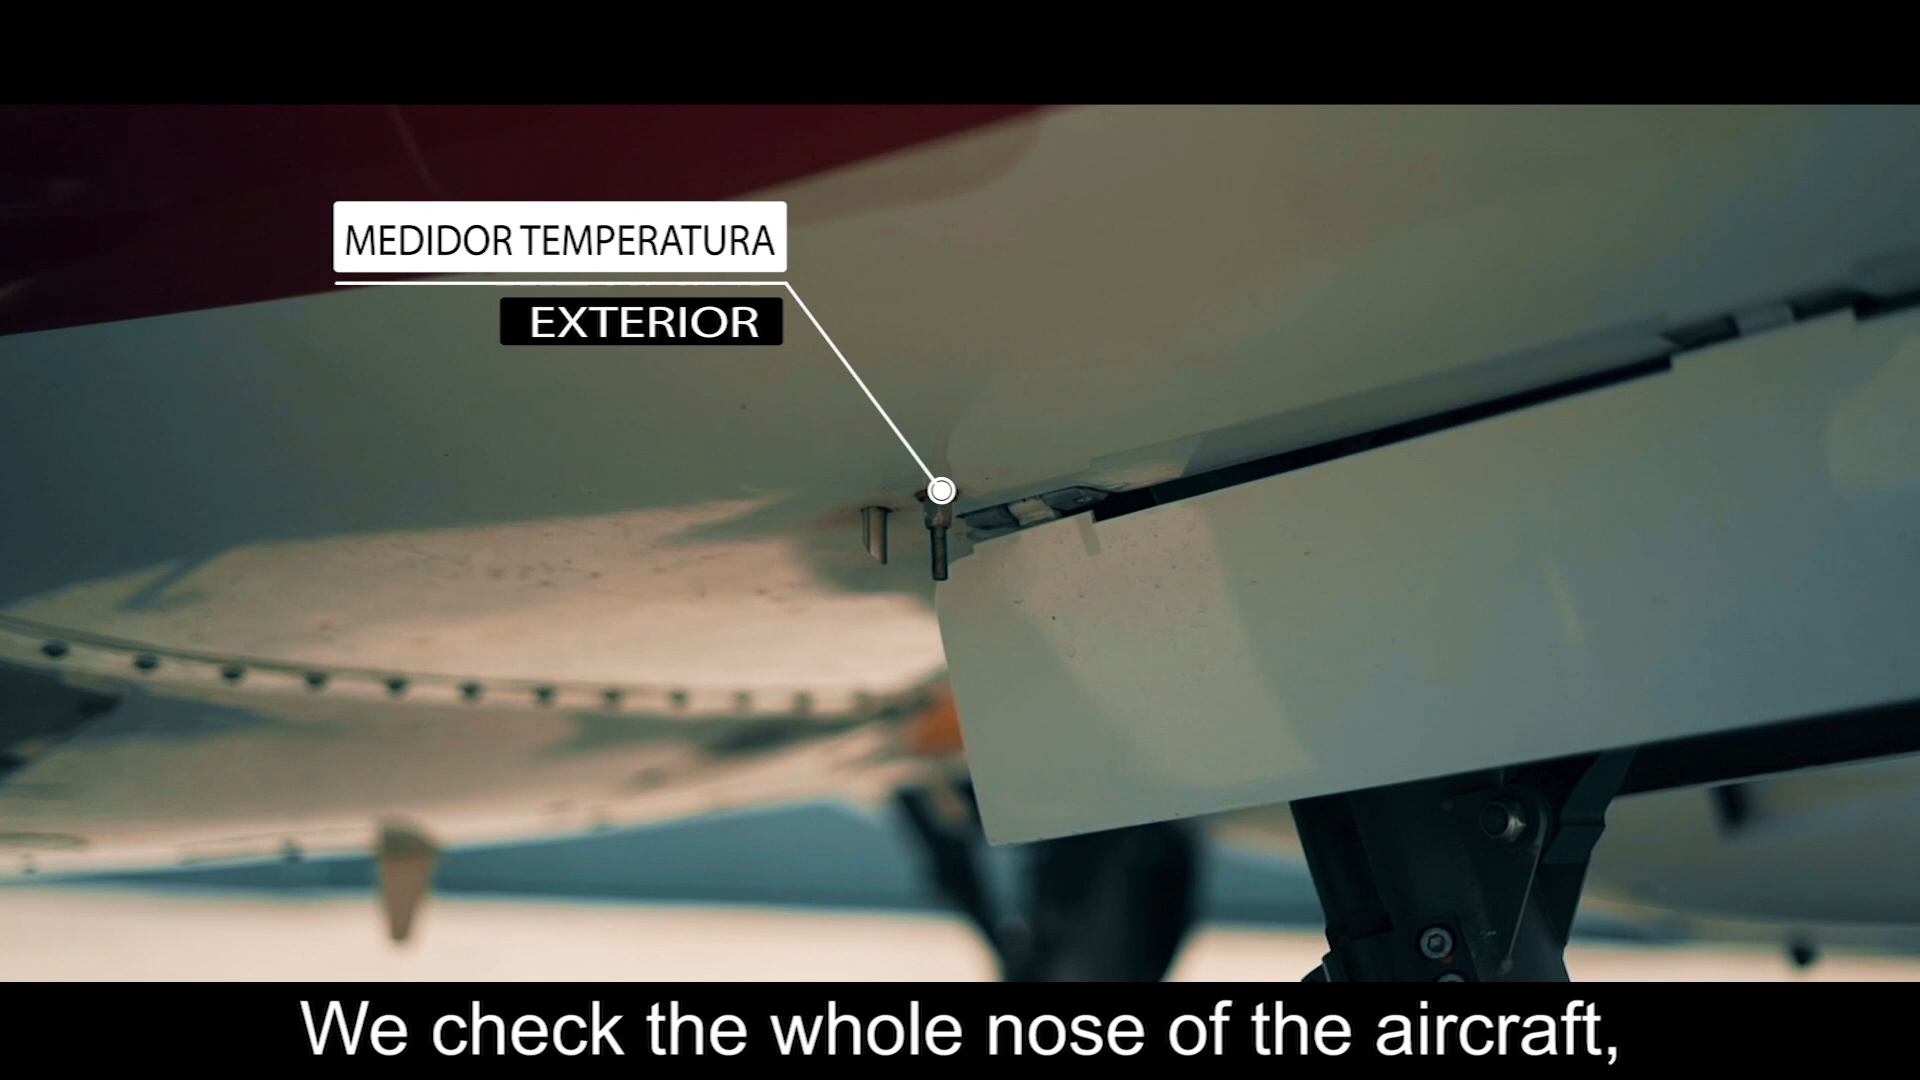 MEDIDOR TEMPERATURA
EXTERIOR
We check the whole nose of the aircraft,